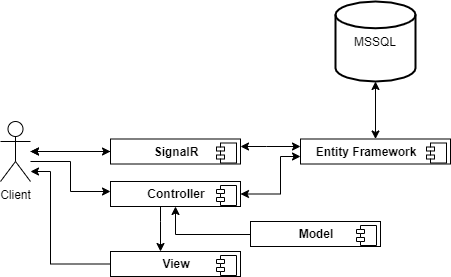 MSSQL
SignalR
Entity Framework
Client
Controller
Model
View